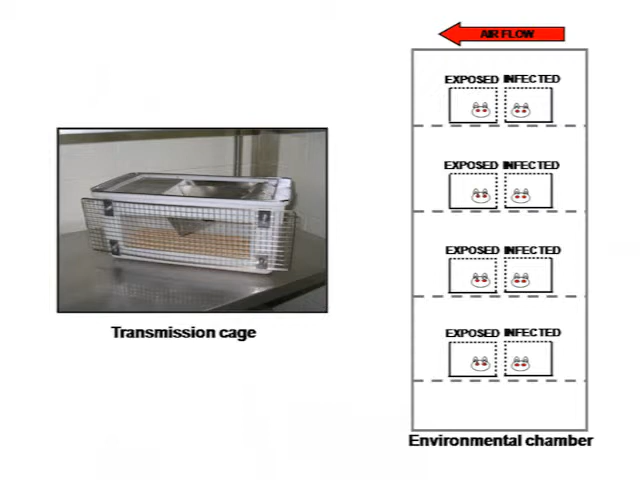 AIR FLOW
EXPOSED INFECTED
EXPOSED INFECTED
EXPOSED INFECTED
EXPOSED INFECTED
Transmission cage
Environmental chamber